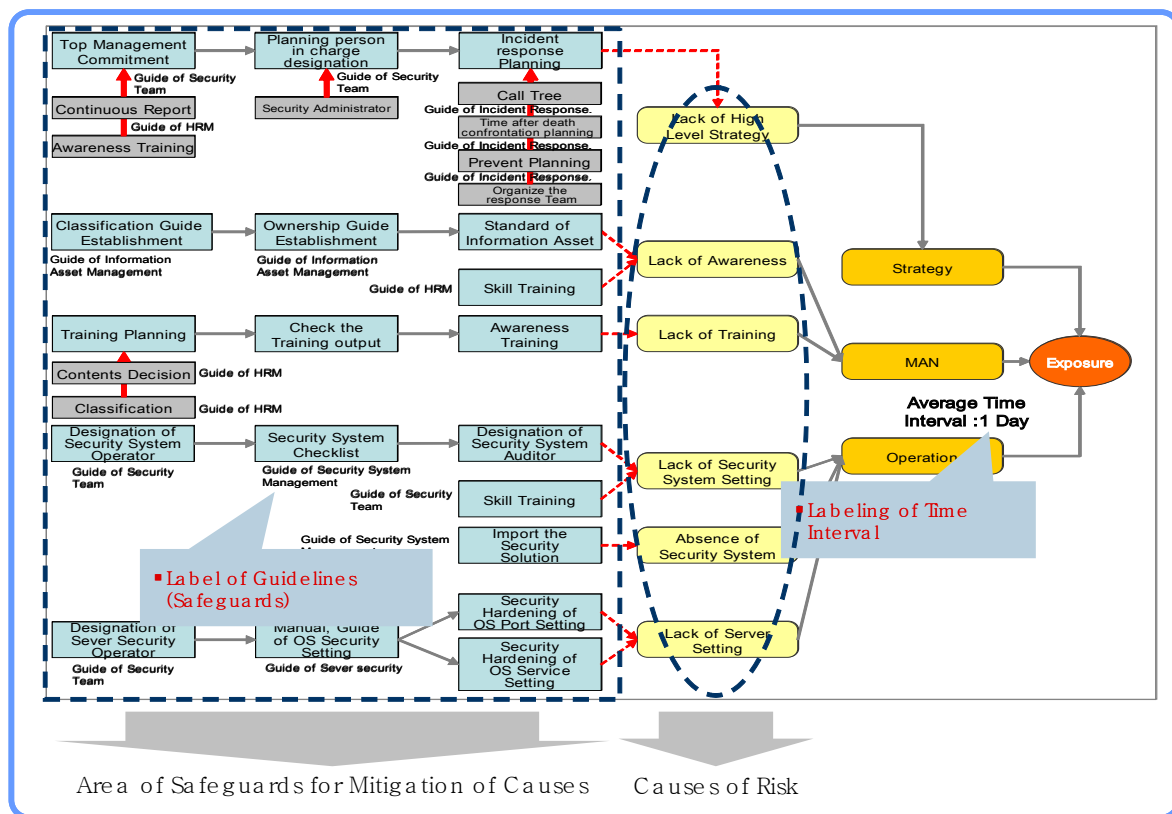 Top Management
Commitment
Planning person
in charge
designation
Incident
response
Planning
Guide of Security
Team
Guide of Security
Team
Continuous Report
Security Administrator
Call Tree
Guide of Incident Response.
Guide of HRM
Time after death
confrontation planning
Lack of High
Level Strategy
Awareness Training
Guide of Incident Response.
Prevent Planning
Guide of Incident Response.
Organize the
response Team
Classification Guide
Establishment
Ownership Guide
Establishment
Standard of
Information Asset
Guide of Information
Asset Management
Guide of Information
Asset Management
Lack of Awareness
Strategy
Guide of HRM
Skill Training
Training Planning
Check the
Training output
Awareness
Training
Lack of Training
MAN
Exposure
Contents Decision
Guide of HRM
Classification
Guide of HRM
Average Time
Interval :1 Day
Designation of
Security System
Operator
Security System
Checklist
Designation of
Security System
Auditor
Operation
Guide of Security
Team
Guide of Security System
Management
Lack of Security
System Setting
Guide of Security
Team
Skill Training
▪ Labeling of Time
Interval
Guide of Security System
Import the
Security
Solution
Absence of
Security System
▪ Label of Guidelines
(Safeguards)
Security
Hardening of
OS Port Setting
Designation of
Sever Security
Operator
Manual, Guide
of OS Security
Setting
Lack of Server
Setting
Security
Hardening of
OS Service
Setting
Guide of Security
Team
Guide of Sever security
Area of Safeguards for Mitigation of Causes
Causes of Risk